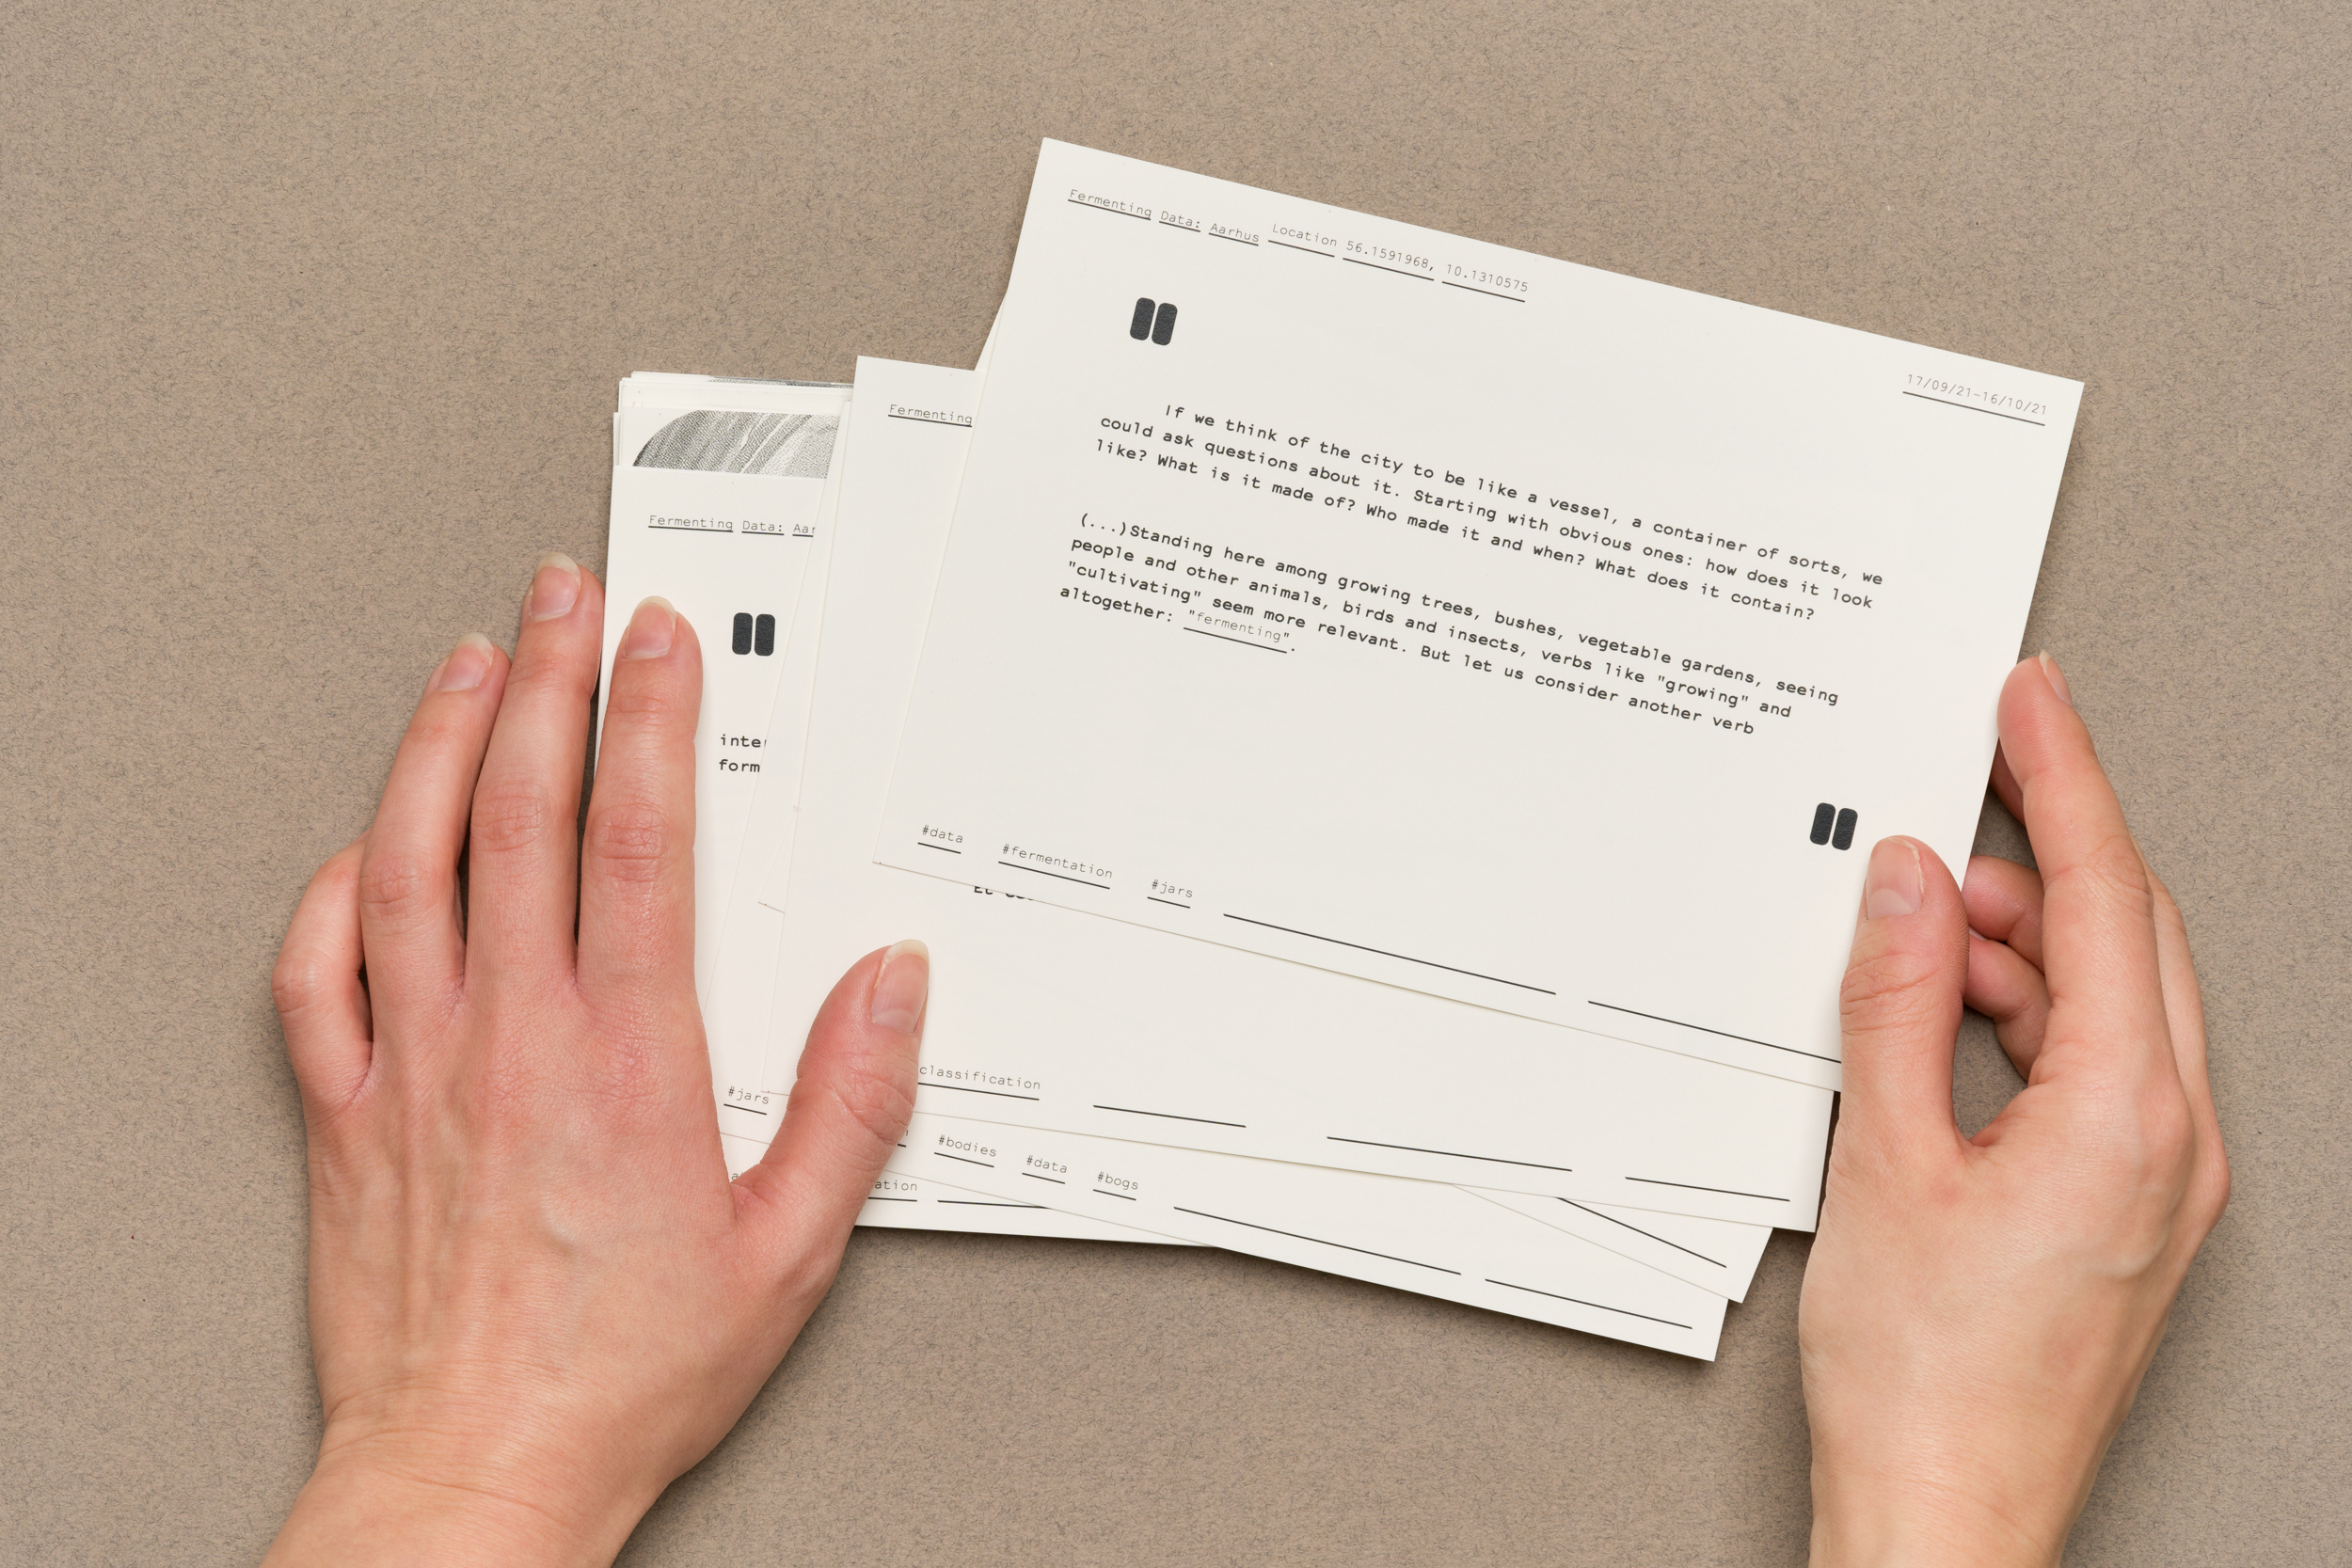 Fermenting Data: Aarhus Location 56.1591968, 10.1310575
17/09/21–16/10/21
If we think of the city to be like a vessel, a container of sorts, we
could ask questions about it. Starting with obvious ones: how does it look
like? What is it made of? Who made it and when? What does it contain?
(...)Standing here among growing trees, bushes, vegetable gardens, seeing
people and other animals, birds and insects, verbs like "growing" and
"cultivating" seem more relevant. But let us consider another verb
altogether: "fermenting".
#data #fermentation #jars
Fermenting
classification
Fermenting Data:
#jars
#bodies #data #bogs